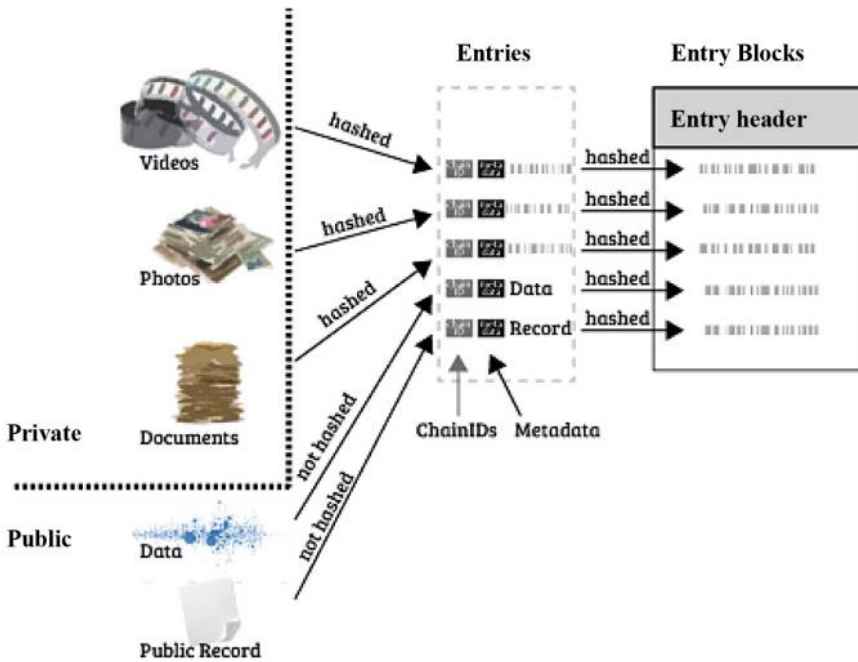 Entries
Entry Blocks
Entry header
Videos
hashed
hashed
Photos
hashed
hashed
hashed
hashed
Data
hashed
Record
hashed
Documents
Private
ChainIDs
Metadata
not hashed
not hashed
Public
Data
Public Record